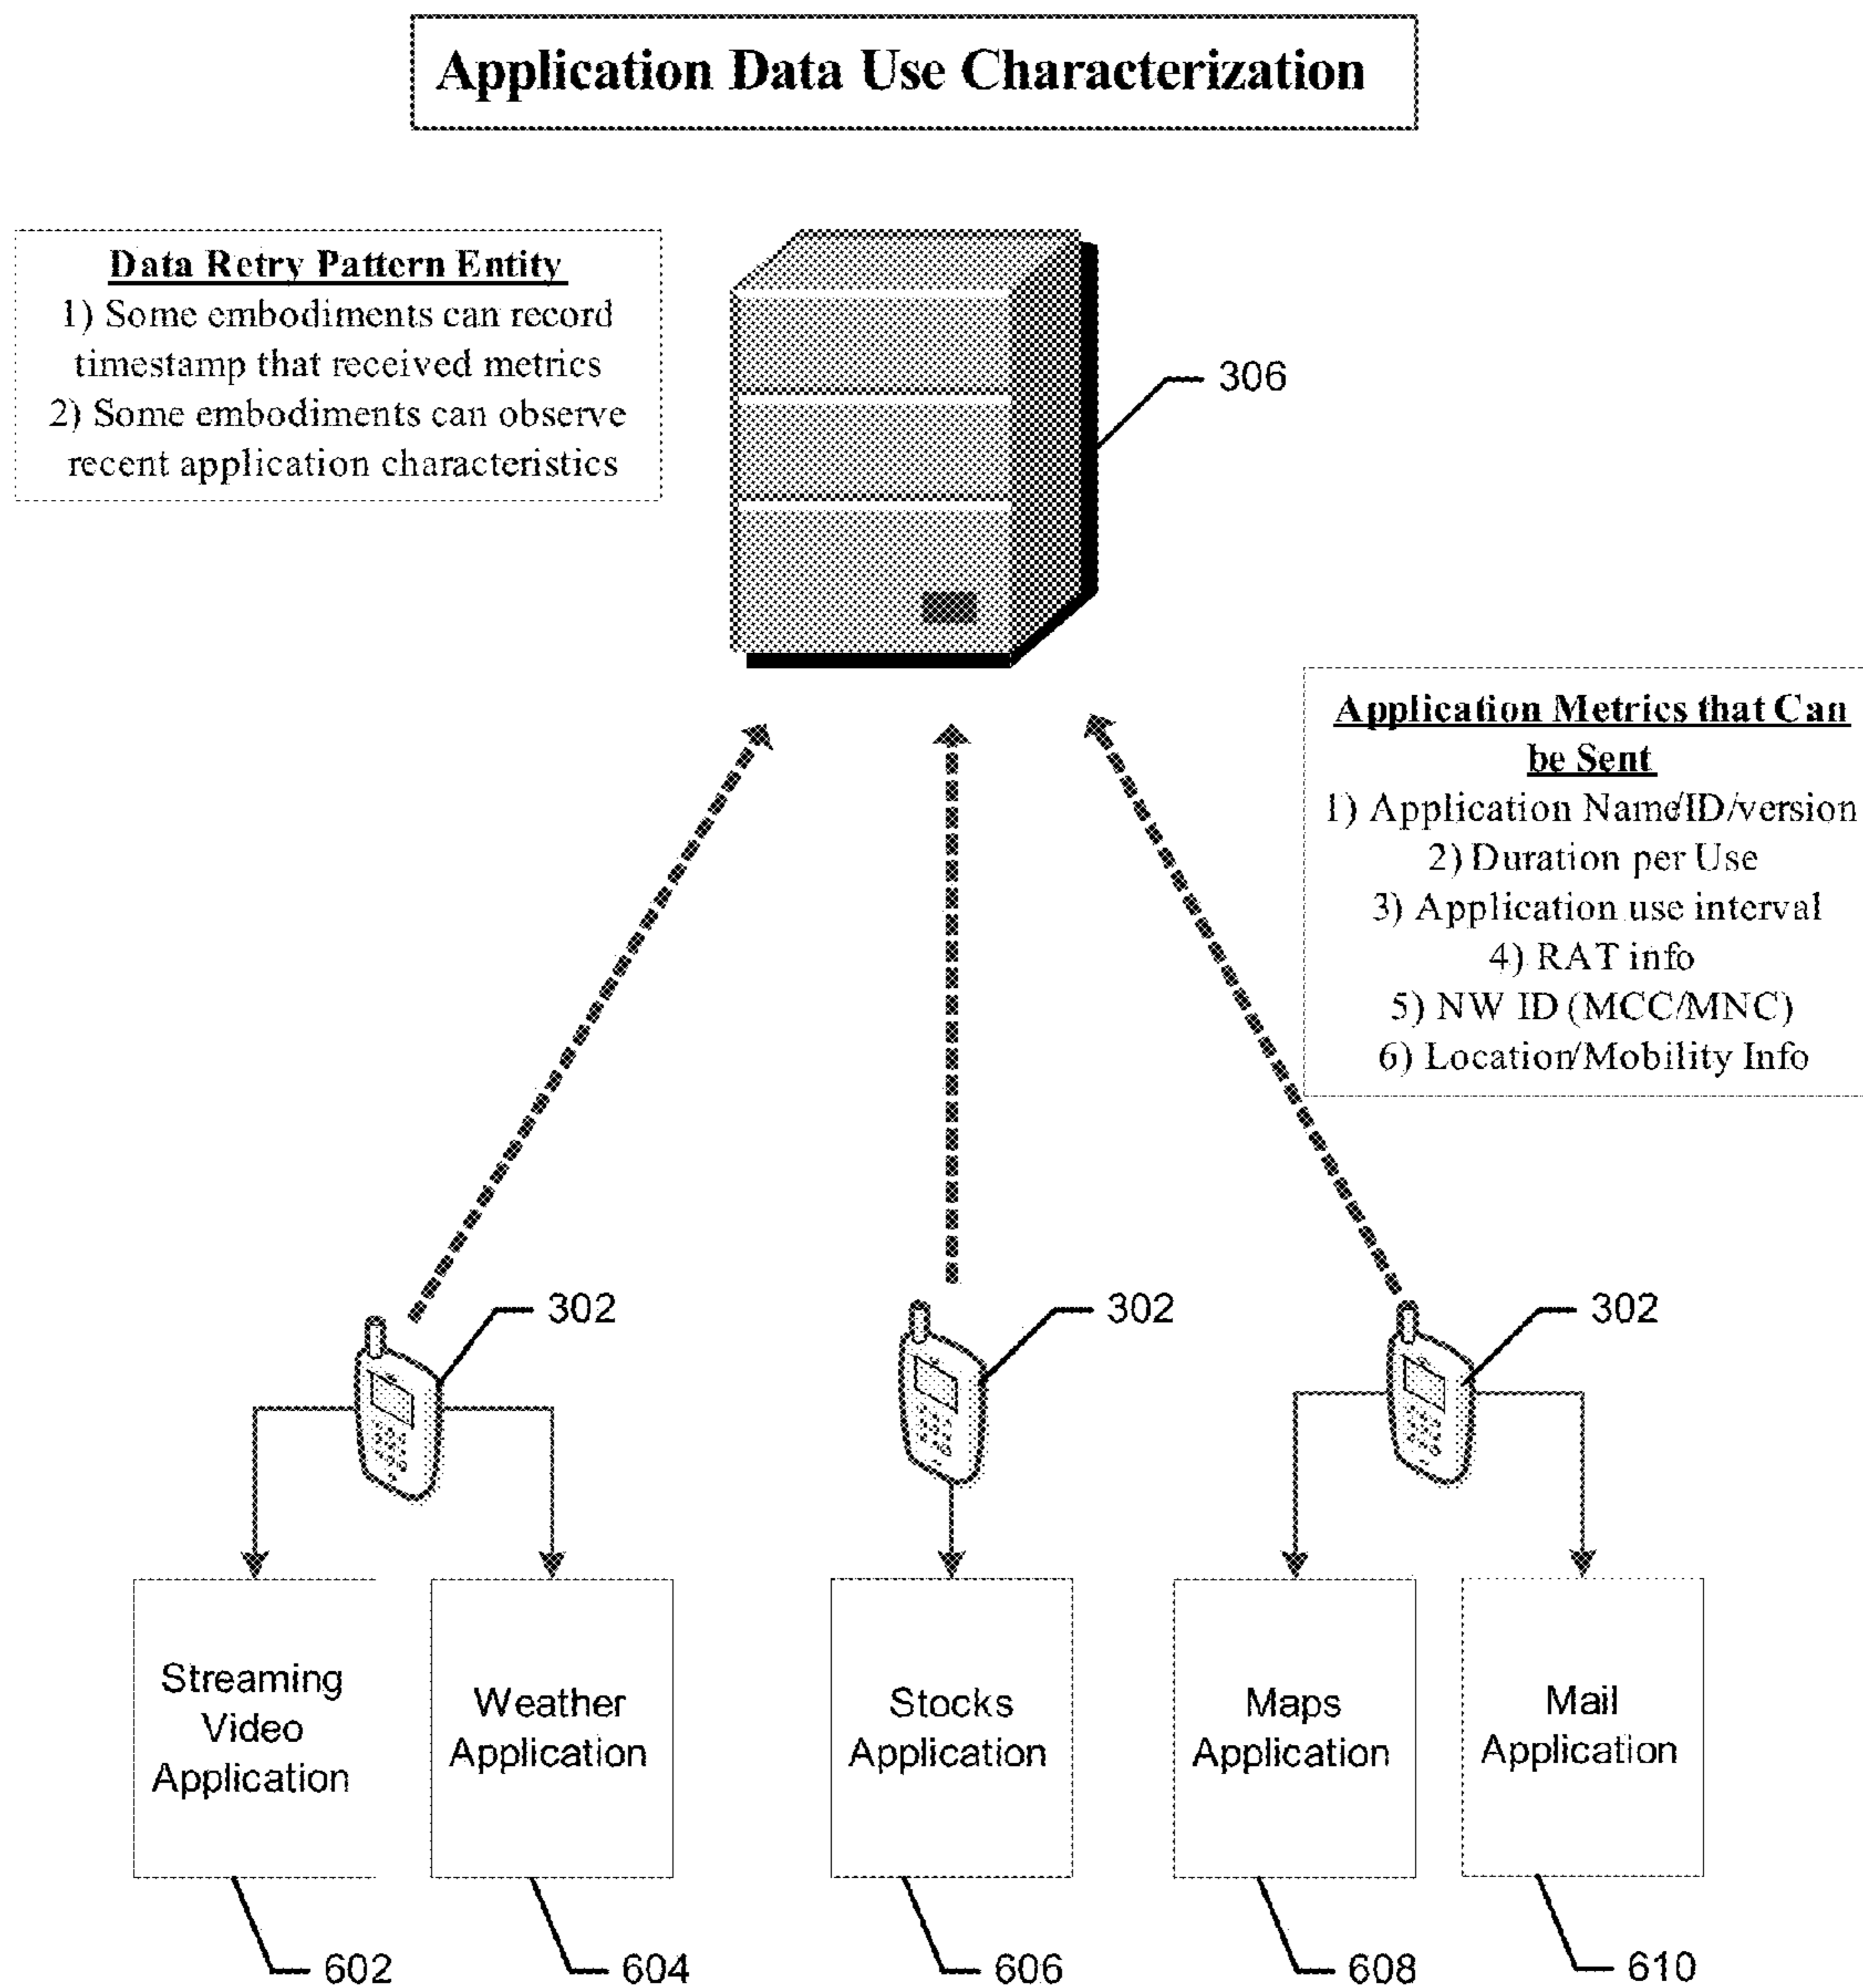 Application Data Use Characterization
Data Retry Pattern Entity
1) Some embodiments can record
timestamp that received metrics
2) Some embodiments can observe
recent application characteristics
306
Application Metrics that Can
be Sent
1) Application Name/ID/version
2) Duration per Use
3) Application use interval
4) RAT info
5) NW ID (MCC/MNC)
6) Location/Mobility Info
302
302
302
Streaming
Video
Application
Weather
Application
Stocks
Application
Maps
Application
Mail
Application
602
604
606
608
610